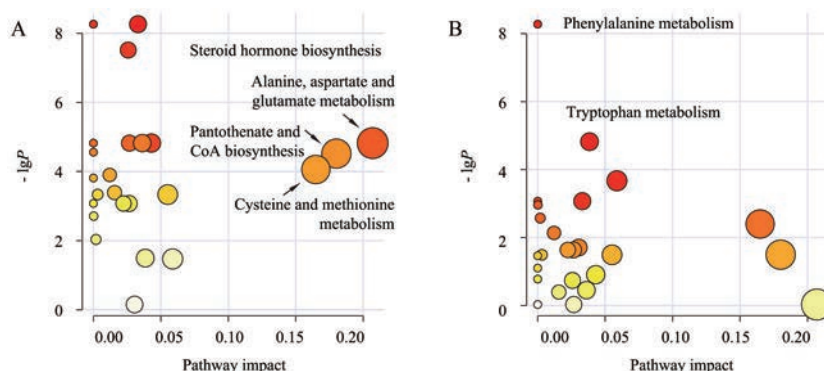 A
8
6
4
2
0
- lgP
Steroid hormone biosynthesis
Alanine, aspartate and
glutamate metabolism
Pantothenate and
CoA biosynthesis
Cysteine and methionine
metabolism
0.00
0.05
0.10
0.15
0.20
Pathway impact
B
8
6
4
2
0
- lgP
Phenylalanine metabolism
Tryptophan metabolism
0.00
0.05
0.10
0.15
0.20
Pathway impact